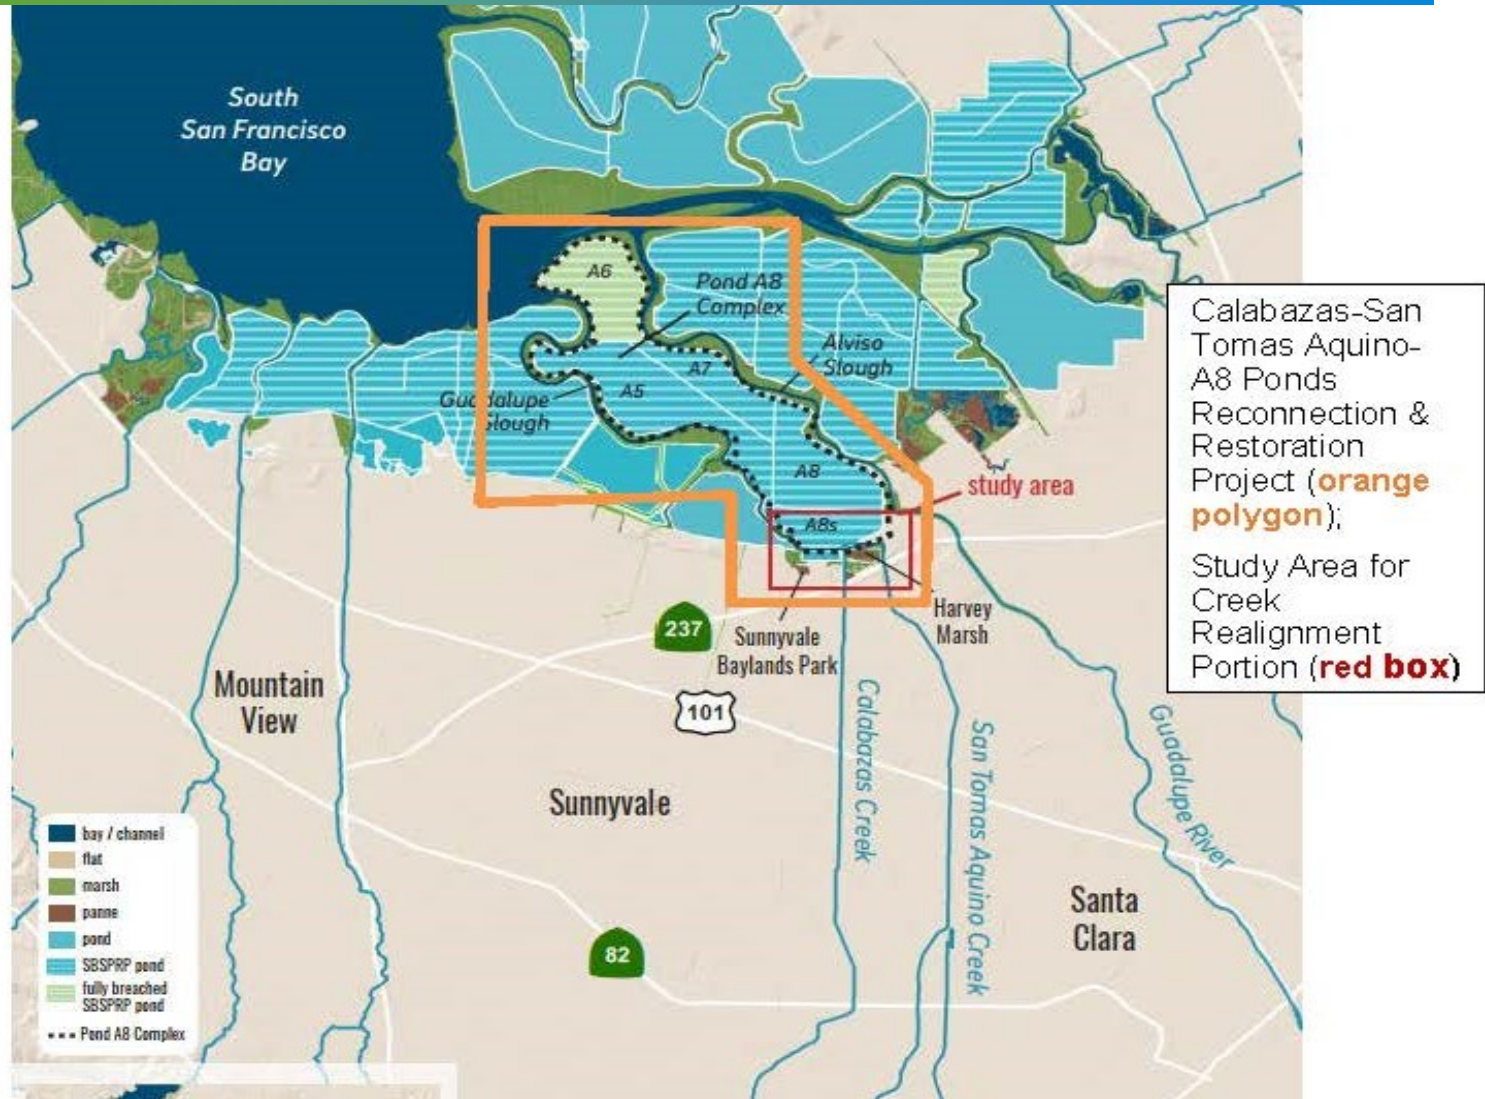 South
San Francisco
Bay
A6
Pond A8
Complex
Alviso
Slough
A7
A5
Guadalupe
Slough
A8
study area
A8s
Harvey
Marsh
Sunnyvale
Baylands Park
237
101
Mountain
View
Sunnyvale
Calabazas Creek
San Tomas Aquino Creek
Guadalupe River
Santa
Clara
82
bay / channel
flat
marsh
panne
pond
SBSPRP pond
fully breached
SBSPRP pond
Pond A8 Complex
Calabazas-San
Tomas Aquino-
A8 Ponds
Reconnection &
Restoration
Project (orange
polygon);
Study Area for
Creek
Realignment
Portion (red box)